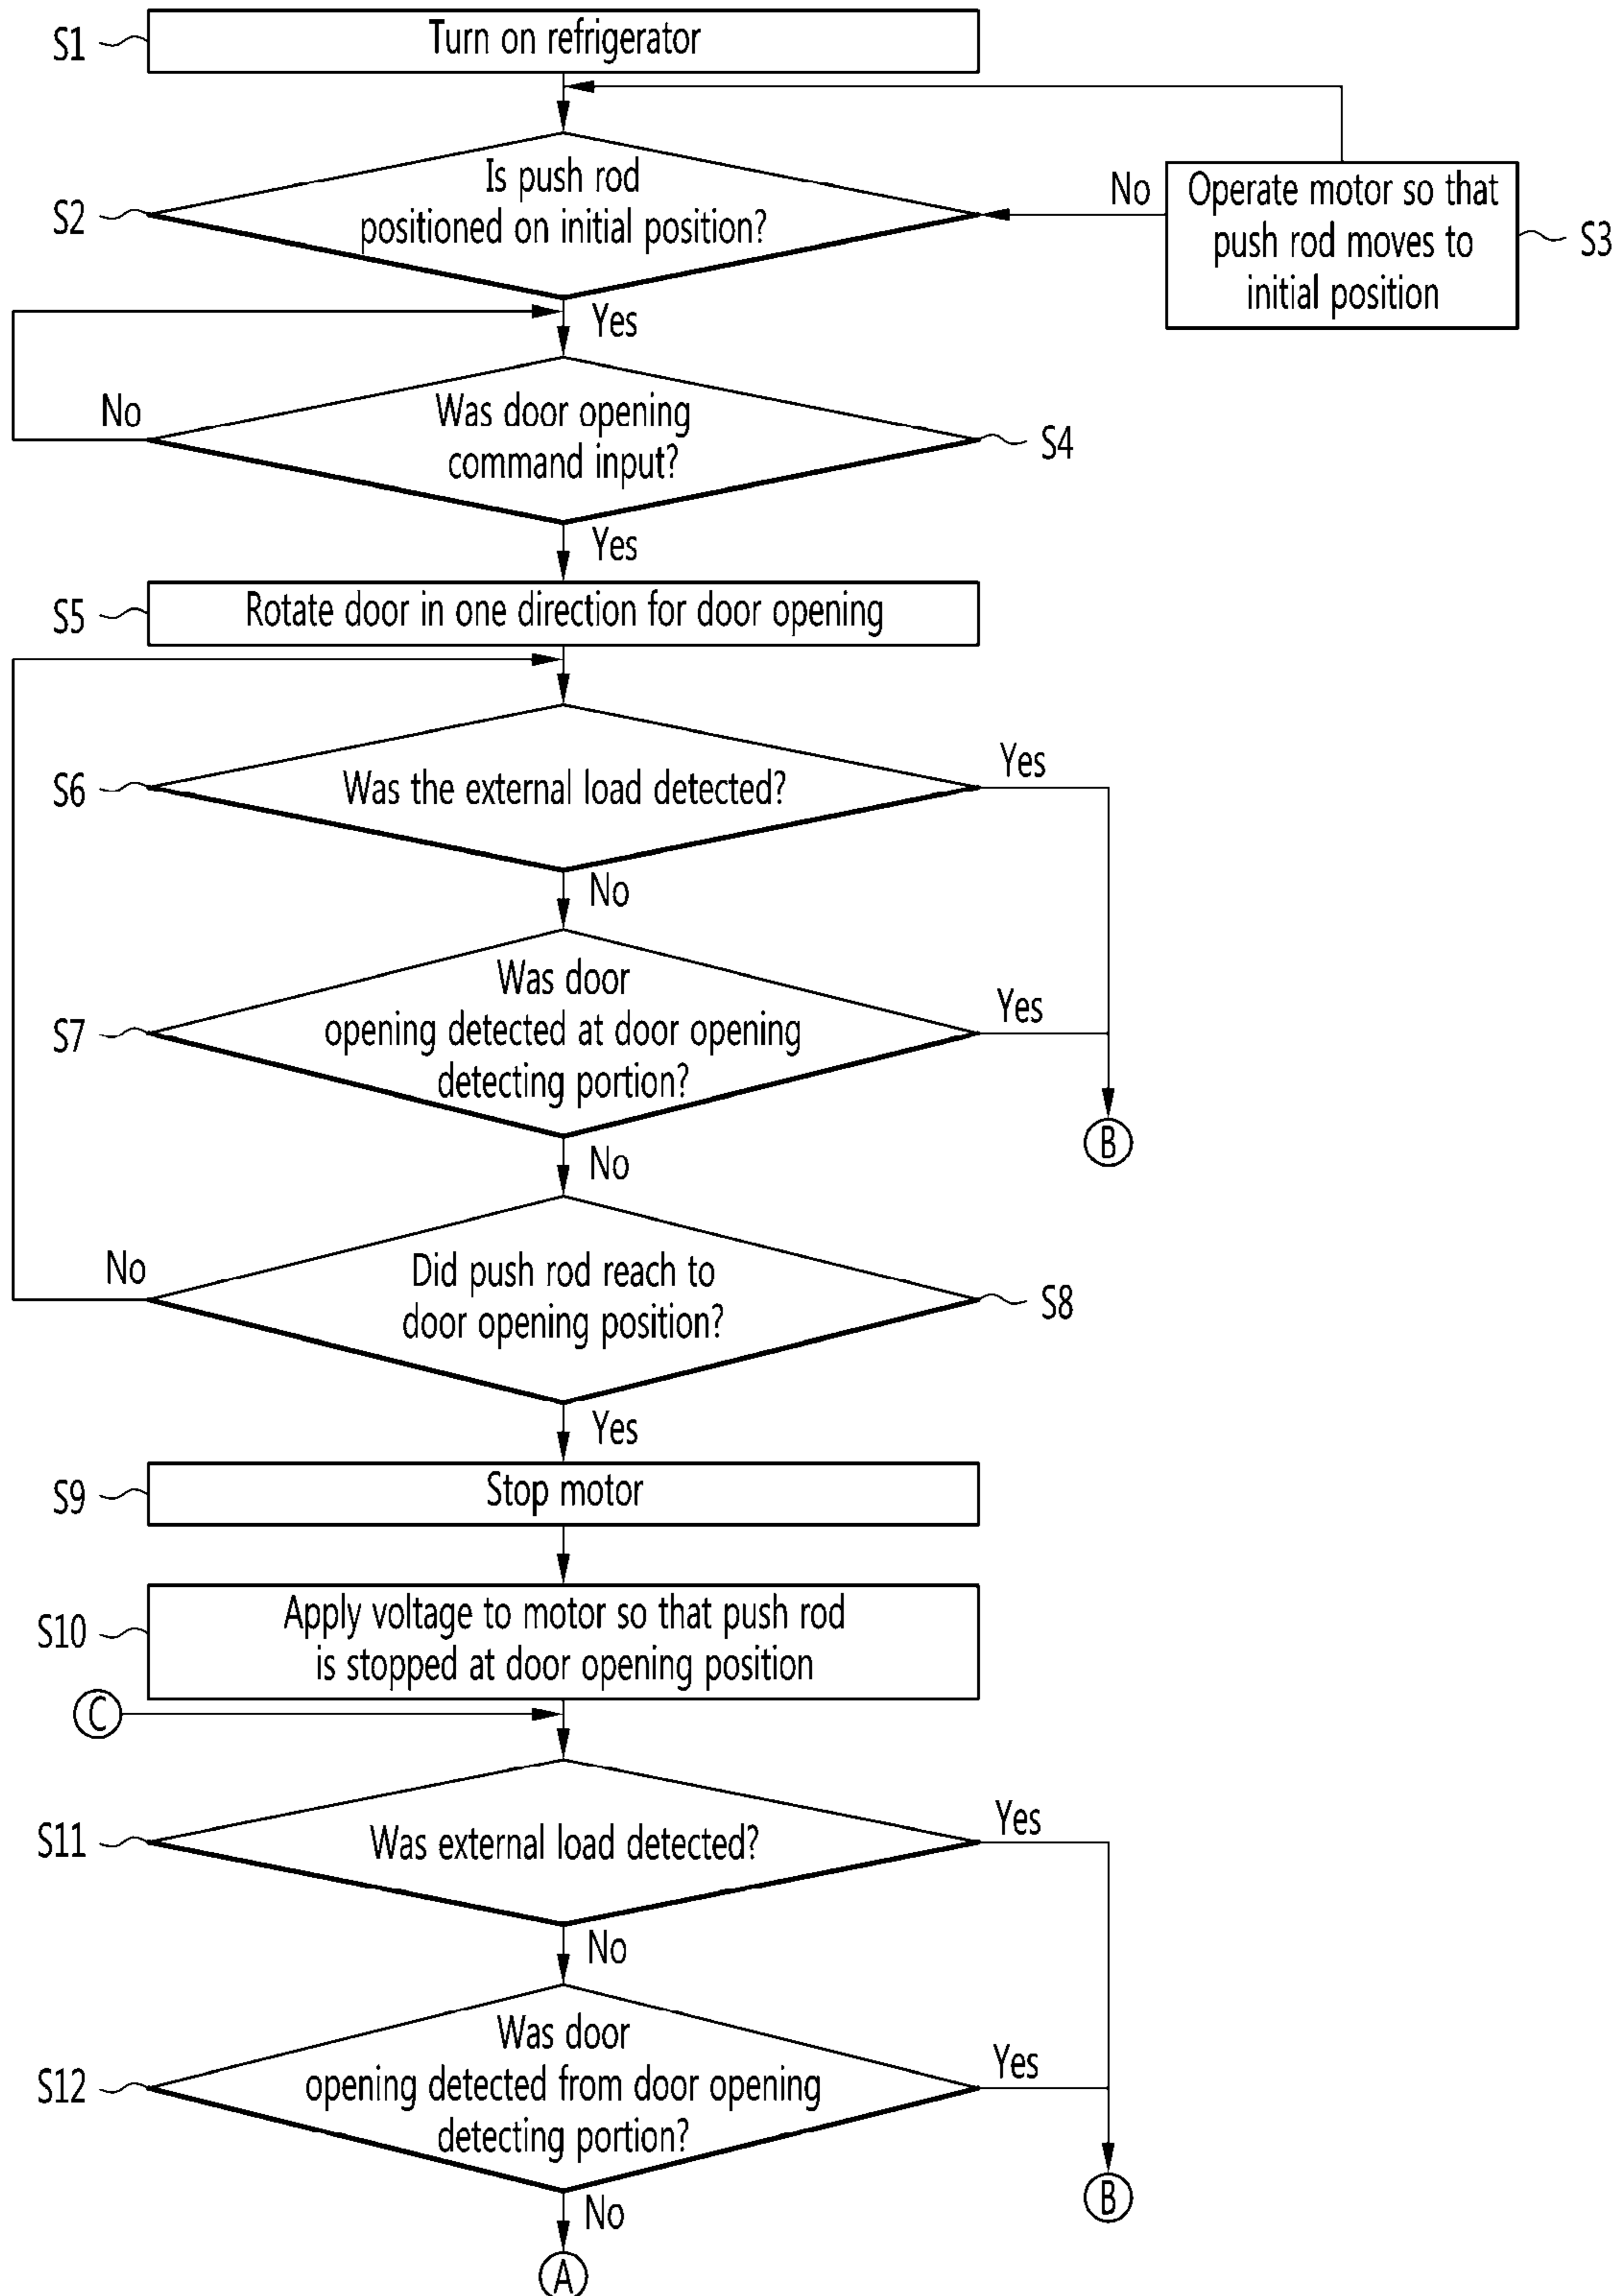 S1
Turn on refrigerator
S2
Is push rod
positioned on initial position?
No
Operate motor so that
push rod moves to
initial position
S3
Yes
No
Was door opening
command input?
S4
Yes
S5
Rotate door in one direction for door opening
S6
Was the external load detected?
Yes
No
S7
Was door
opening detected at door opening
detecting portion?
Yes
B
No
No
Did push rod reach to
door opening position?
S8
Yes
S9
Stop motor
S10
Apply voltage to motor so that push rod
is stopped at door opening position
C
S11
Was external load detected?
Yes
No
S12
Was door
opening detected from door opening
detecting portion?
Yes
B
No
A